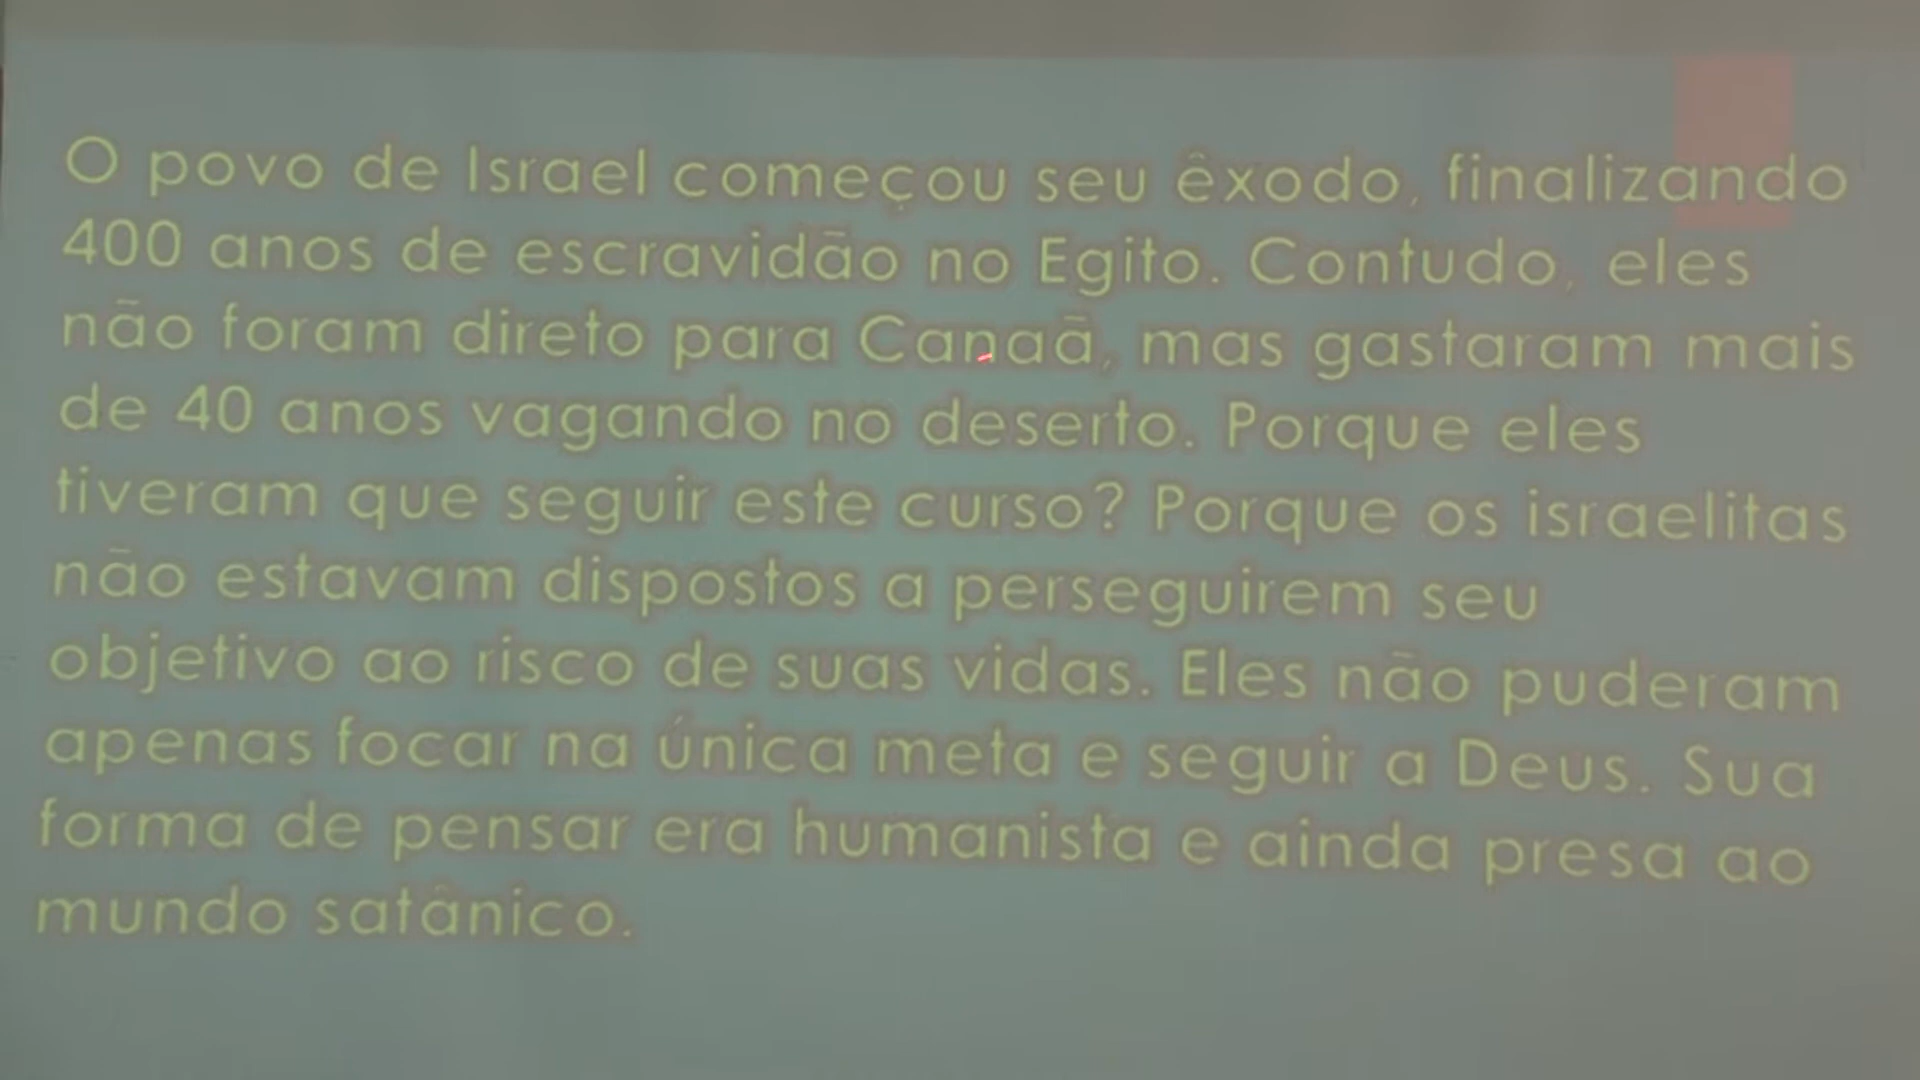 O povo de Israel começou seu êxodo, finalizando
400 anos de escravidão no Egito. Contudo, eles
não foram direto para Canaã, mas gastaram mais
de 40 anos vagando no deserto. Porque eles
tiveram que seguir este curso? Porque os israelitas
não estavam dispostos a perseguirem seu
objetivo ao risco de suas vidas. Eles não puderam
apenas focar na única meta e seguir a Deus. Sua
forma de pensar era humanista e ainda presa ao
mundo satânico.